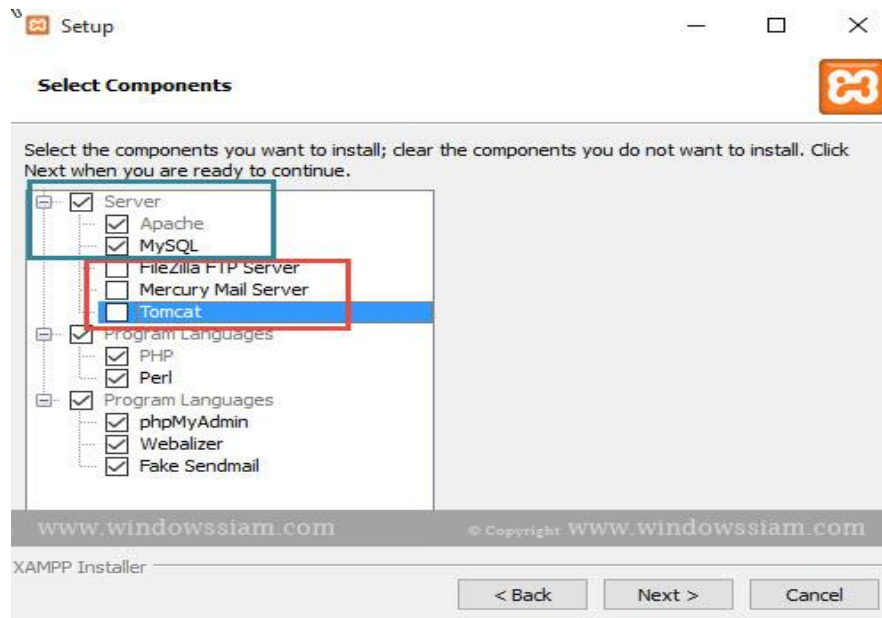 Setup
Select Components
Select the components you want to install; clear the components you do not want to install. Click
Next when you are ready to continue.
Server
Apache
MySQL
FileZilla FTP Server
Mercury Mail Server
Tomcat
Program Languages
PHP
Perl
Program Languages
phpMyAdmin
Webalizer
Fake Sendmail
www.windowssiam.com © Copyright www.windowssiam.com
XAMPP Installer
< Back Next > Cancel